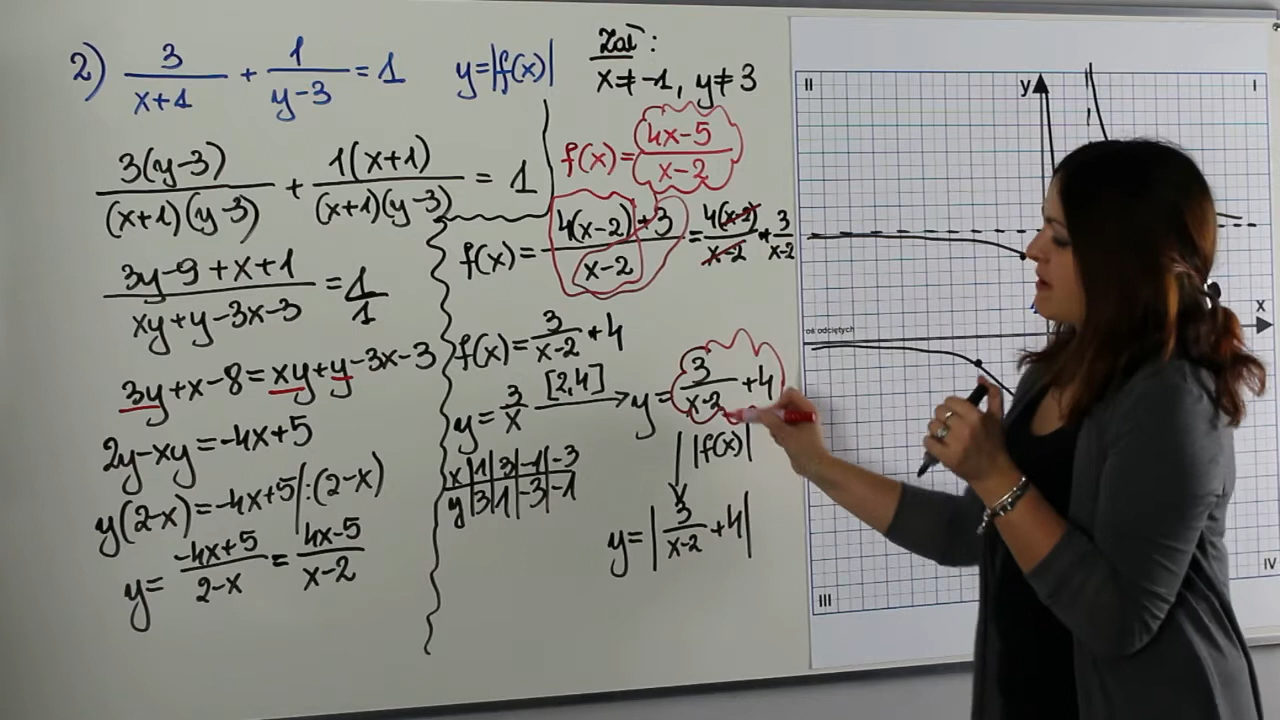 2) 3/(x+1) + 1/(y-3) = 1
y=|f(x)|
Zał:
x≠-1, y≠3
3(y-3)/((x+1)(y-3)) + 1(x+1)/((x+1)(y-3)) = 1
(3y-9+x+1)/(xy+y-3x-3) = 1/1
3y+x-8=xy+y-3x-3
2y-xy=-4x+5
y(2-x)=-4x+5|:(2-x)
y= (-4x+5)/(2-x) = (4x-5)/(x-2)
f(x)= (4x-5)/(x-2)
f(x)= (4(x-2)+3)/(x-2) = 4(x-2)/(x-2) + 3/(x-2)
f(x)= 3/(x-2) +4
y= 3/x [2,4] → y= 3/(x-2) +4
x|1|3|-1|-3
y|3|1|-3|-1
|f(x)|
y=| 3/(x-2) +4|
II
y
I
x
oś odciętych
III
IV